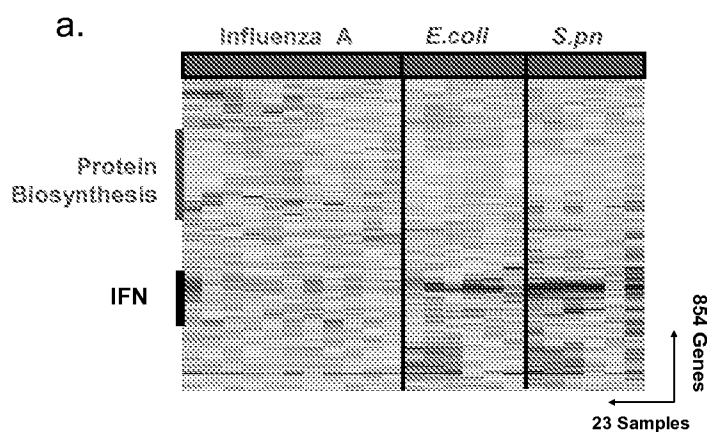 a.
Influenza A E.coli S.pn
Protein
Biosynthesis
IFN
854 Genes
23 Samples